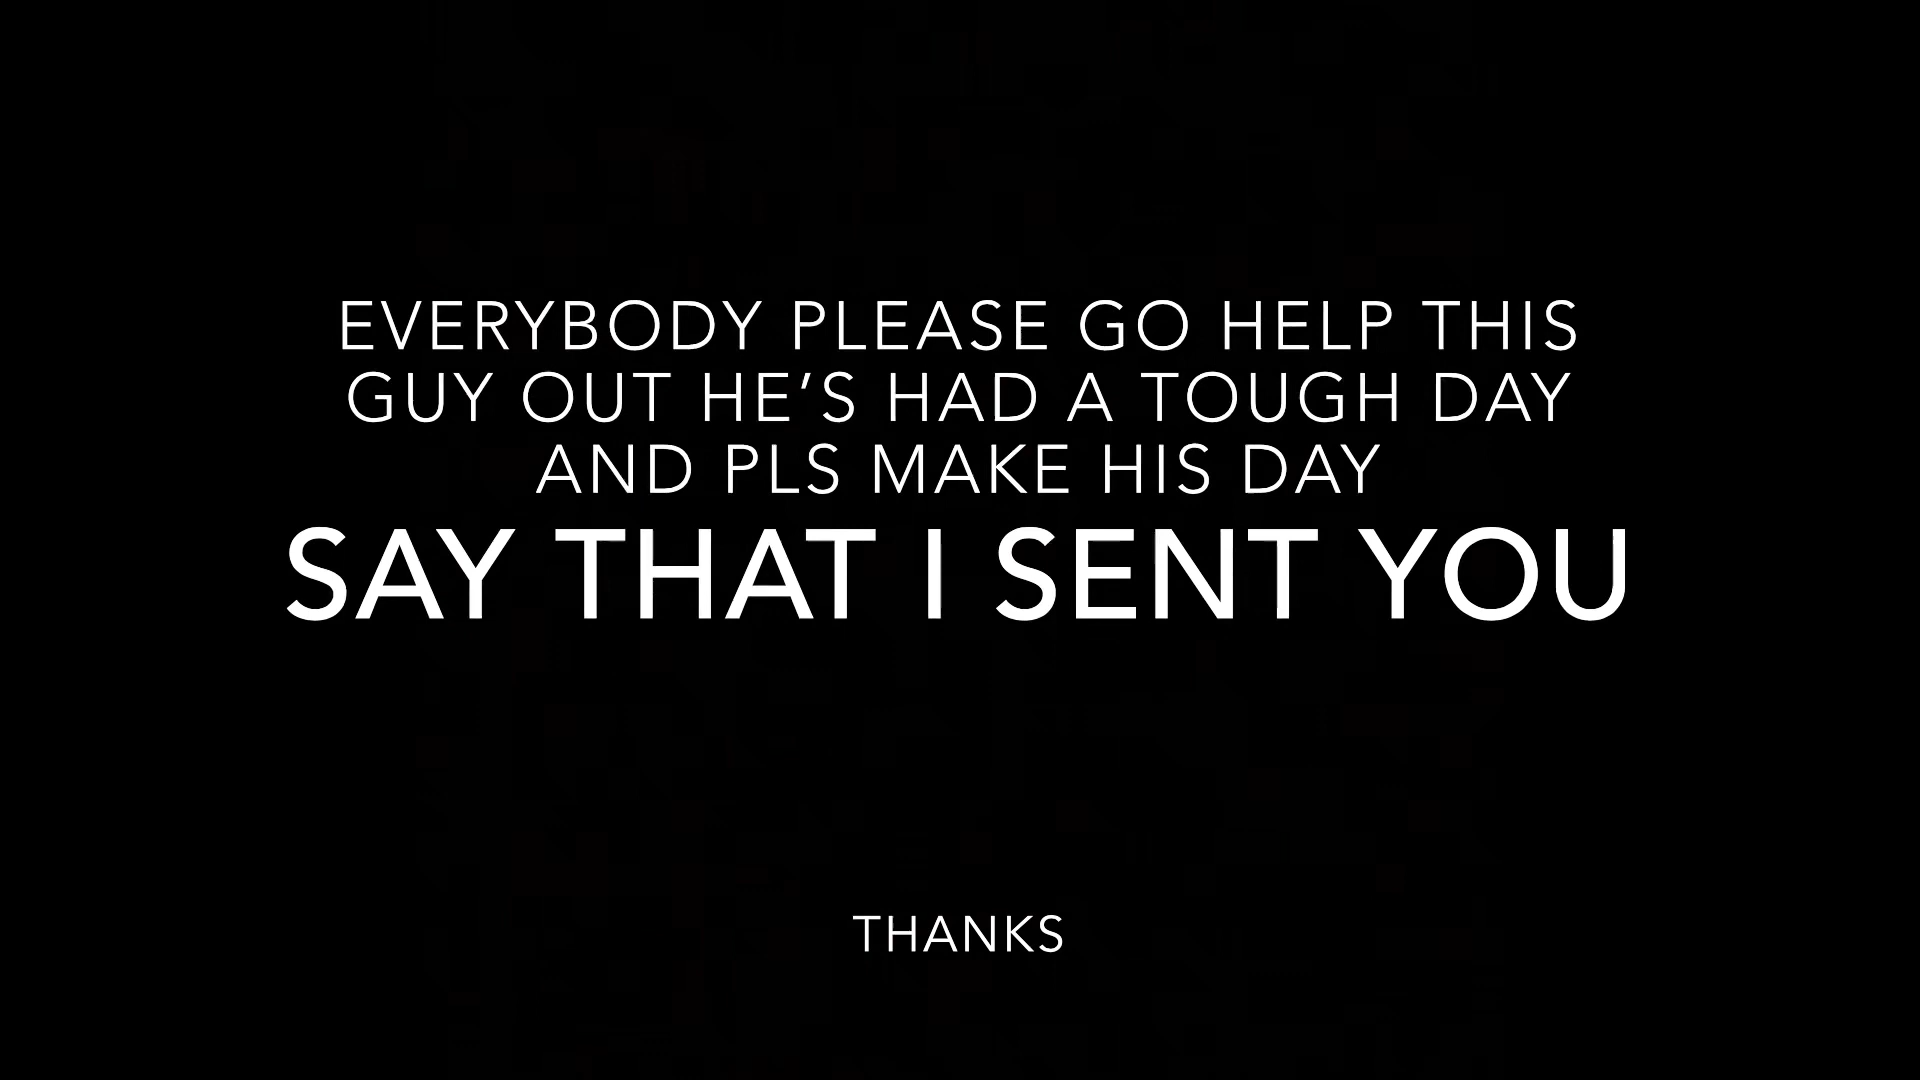 EVERYBODY PLEASE GO HELP THIS
GUY OUT HE’S HAD A TOUGH DAY
AND PLS MAKE HIS DAY
SAY THAT I SENT YOU
THANKS